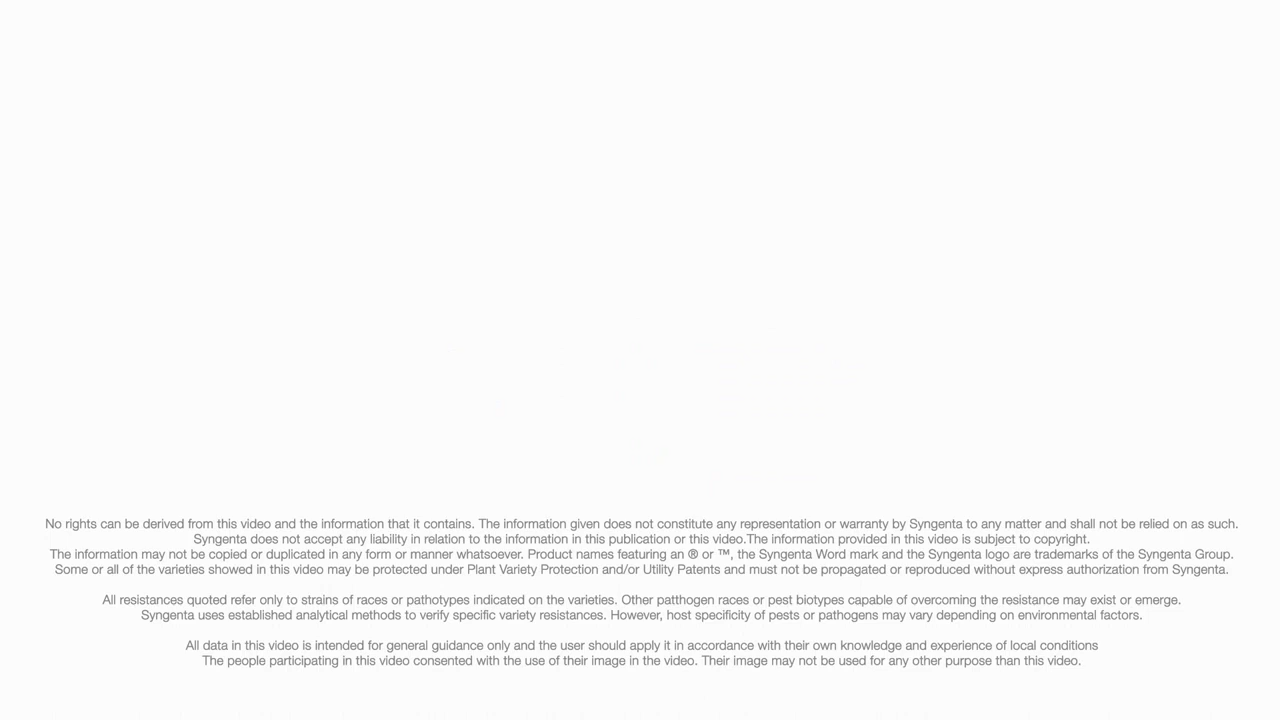 No rights can be derived from this video and the information that it contains. The information given does not constitute any representation or warranty by Syngenta to any matter and shall not be relied on as such.
Syngenta does not accept any liability in relation to the information in this publication or this video.The information provided in this video is subject to copyright.
The information may not be copied or duplicated in any form or manner whatsoever. Product names featuring an ® or ™, the Syngenta Word mark and the Syngenta logo are trademarks of the Syngenta Group.
Some or all of the varieties showed in this video may be protected under Plant Variety Protection and/or Utility Patents and must not be propagated or reproduced without express authorization from Syngenta.
All resistances quoted refer only to strains of races or pathotypes indicated on the varieties. Other patthogen races or pest biotypes capable of overcoming the resistance may exist or emerge.
Syngenta uses established analytical methods to verify specific variety resistances. However, host specificity of pests or pathogens may vary depending on environmental factors.
All data in this video is intended for general guidance only and the user should apply it in accordance with their own knowledge and experience of local conditions
The people participating in this video consented with the use of their image in the video. Their image may not be used for any other purpose than this video.